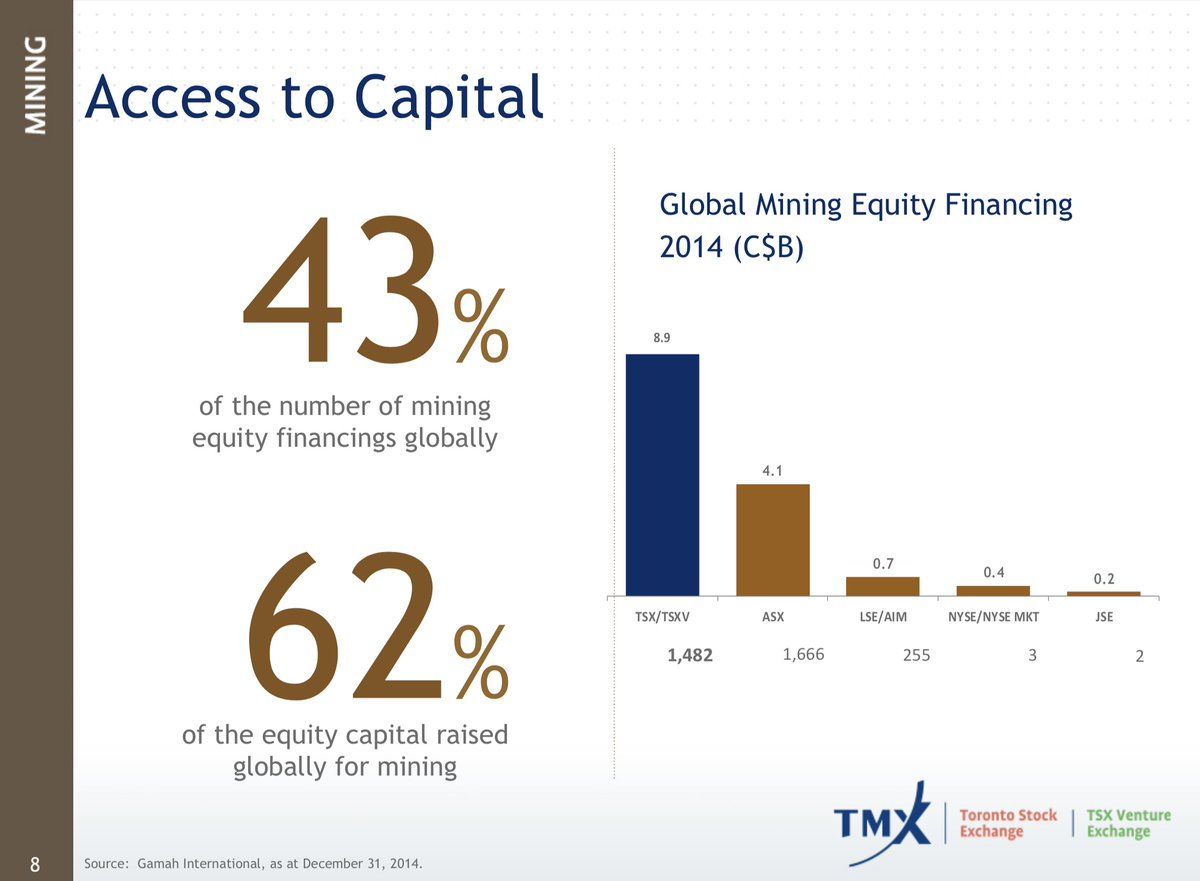 MINING
Access to Capital
43%
of the number of mining
equity financings globally
62%
of the equity capital raised
globally for mining
Global Mining Equity Financing
2014 (C$B)
8.9
4.1
0.7
0.4
0.2
TSX/TSXV ASX LSE/AIM NYSE/NYSE MKT JSE
1,482 1,666 255 3 2
TMX
Toronto Stock
Exchange
TSX Venture
Exchange
8
Source: Gamah International, as at December 31, 2014.